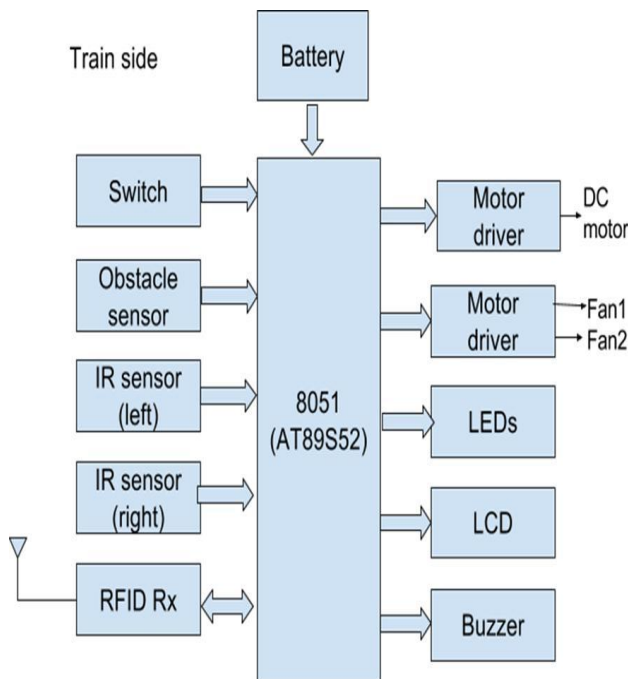 Train side
Battery
Switch
Obstacle
sensor
IR sensor
(left)
IR sensor
(right)
RFID Rx
8051
(AT89S52)
Motor
driver
DC
motor
Motor
driver
Fan1
Fan2
LEDs
LCD
Buzzer